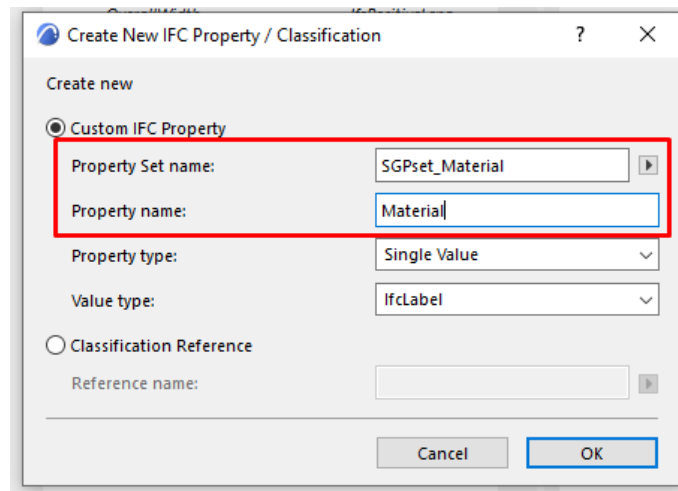 Create New IFC Property / Classification ?
Create new
Custom IFC Property
Property Set name: SGPset_Material
Property name: Material
Property type: Single Value
Value type: IfcLabel
Classification Reference
Reference name:
Cancel OK